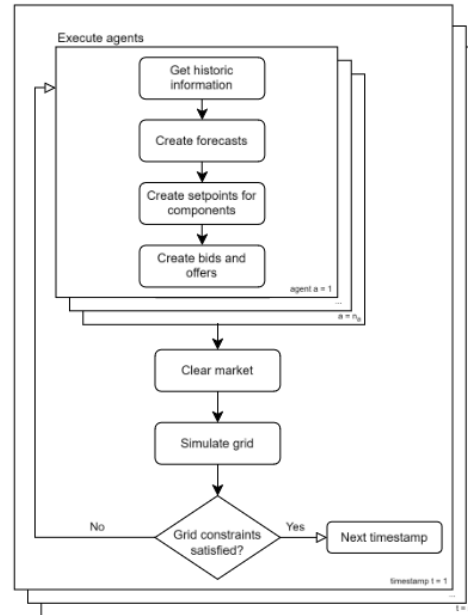 Execute agents
Get historic
information
Create forecasts
Create setpoints for
components
Create bids and
offers
agent a = 1
...
a = nₐ
Clear market
Simulate grid
Grid constraints
satisfied?
No
Yes
Next timestamp
timestamp t = 1
...
t =